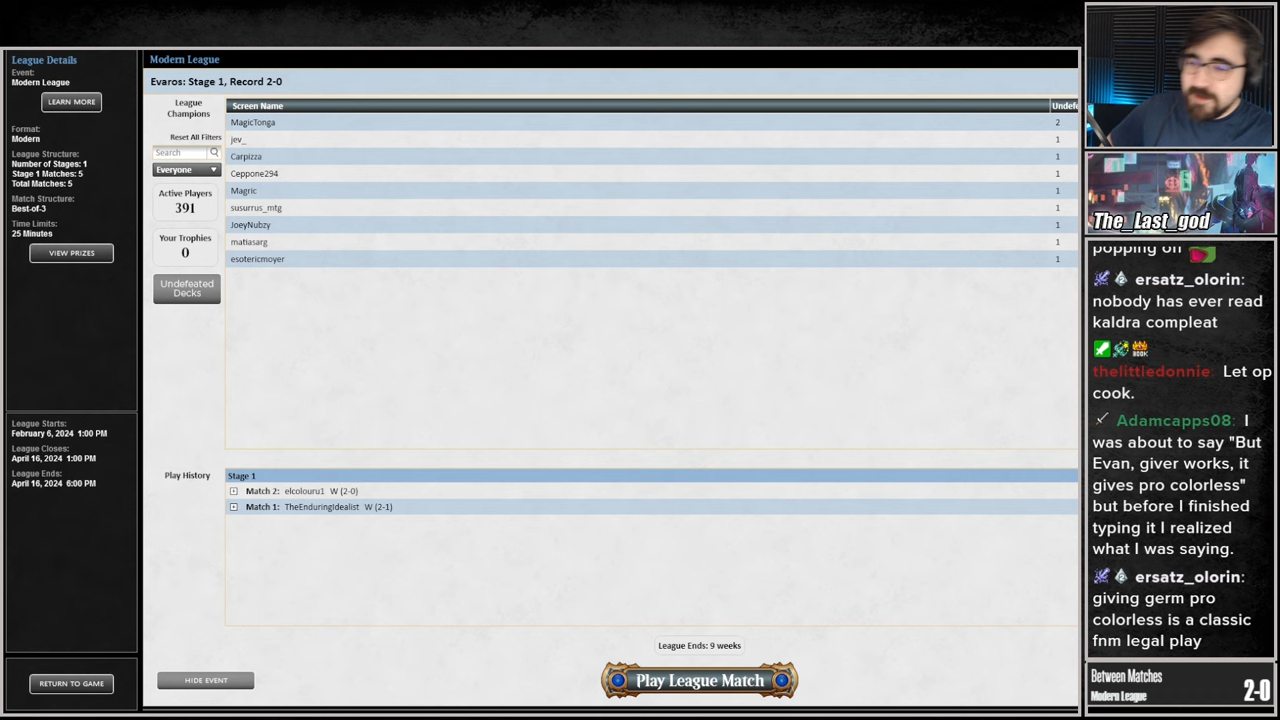 League Details
Event:
Modern League
LEARN MORE
Format:
Modern
League Structure:
Number of Stages: 1
Stage 1 Matches: 5
Total Matches: 5
Match Structure:
Best-of-3
Time Limits:
25 Minutes
VIEW PRIZES
League Starts:
February 6, 2024 1:00 PM
League Closes:
April 16, 2024 1:00 PM
League Ends:
April 16, 2024 6:00 PM
RETURN TO GAME
Modern League
Evaros: Stage 1, Record 2-0
League
Champions
Reset All Filters
Search
Everyone
Active Players
391
Your Trophies
0
Undefeated
Decks
Screen Name Undefe
MagicTonga 2
jev_ 1
Carpizza 1
Ceppone294 1
Magric 1
susurrus_mtg 1
JoeyNubzy 1
matiasarg 1
esotericmoyer 1
Play History
Stage 1
Match 2: elcolouru1 W (2-0)
Match 1: TheEnduringIdealist W (2-1)
League Ends: 9 weeks
HIDE EVENT
Play League Match
The_Last_god
popping off
ersatz_olorin:
nobody has ever read
kaldra compleat
BOOK
thelittledonnie: Let op
cook.
Adamcapps08: I
was about to say "But
Evan, giver works, it
gives pro colorless"
but before I finished
typing it I realized
what I was saying.
ersatz_olorin:
giving germ pro
colorless is a classic
fnm legal play
Between Matches
Modern League
2-0